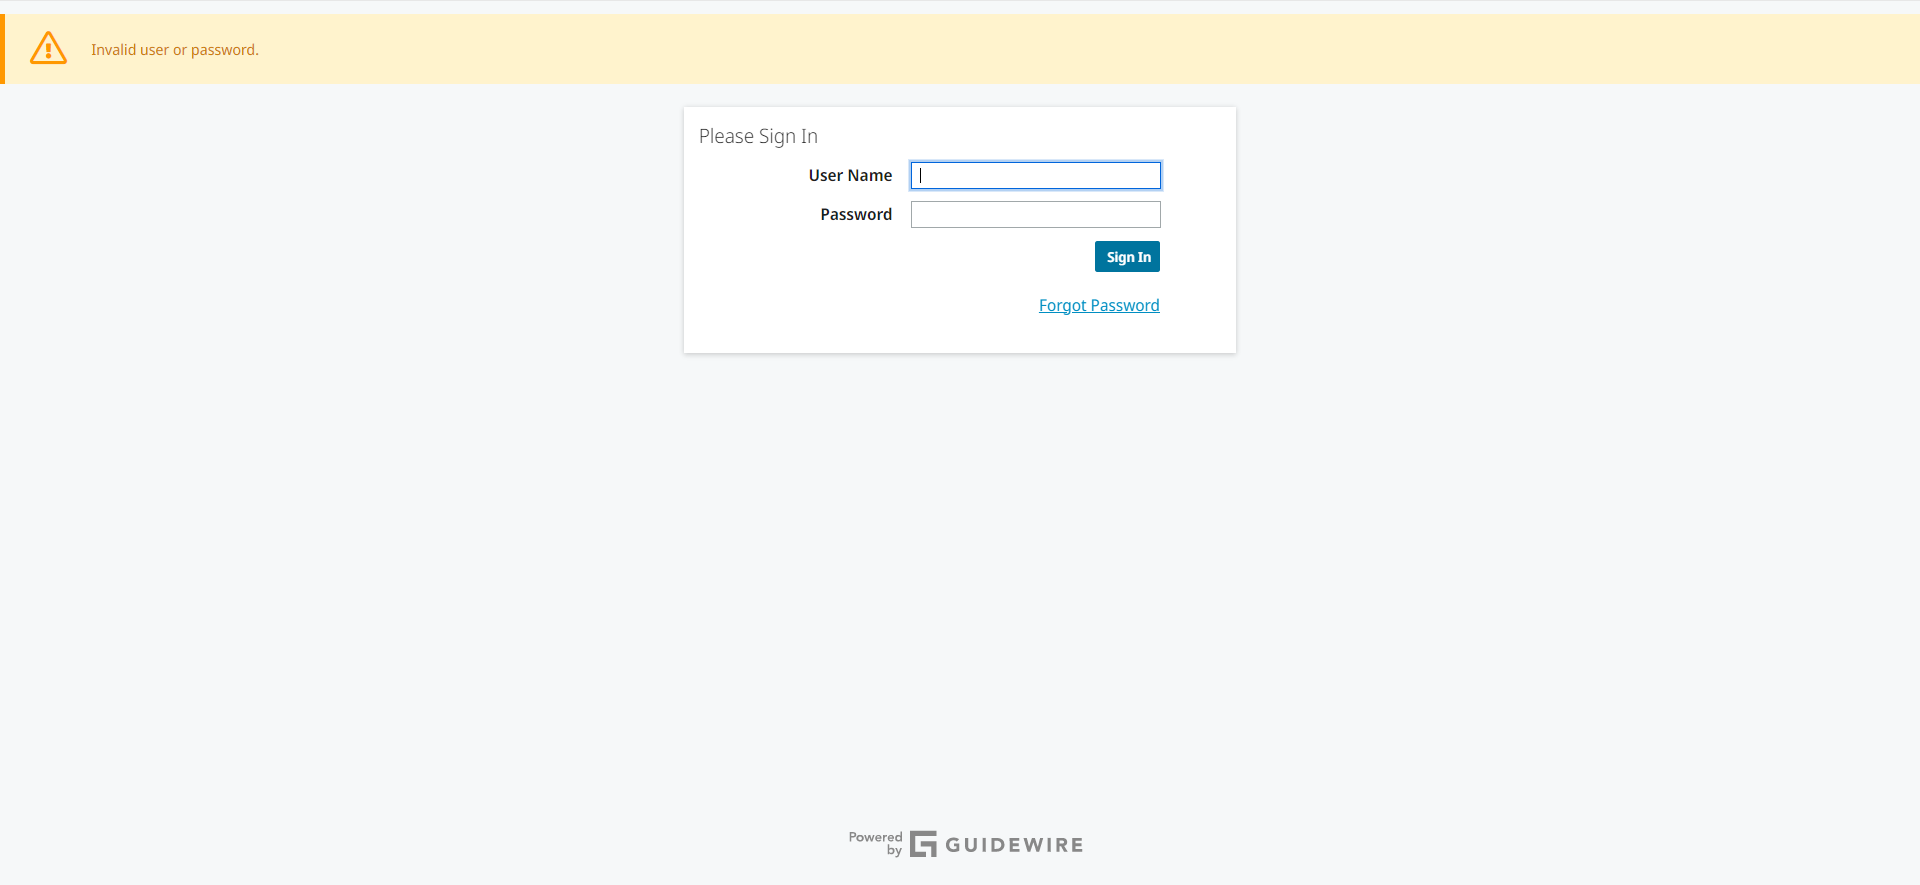 Invalid user or password.
Please Sign In
User Name
Password
Sign In
Forgot Password
Powered
by
GUIDEWIRE